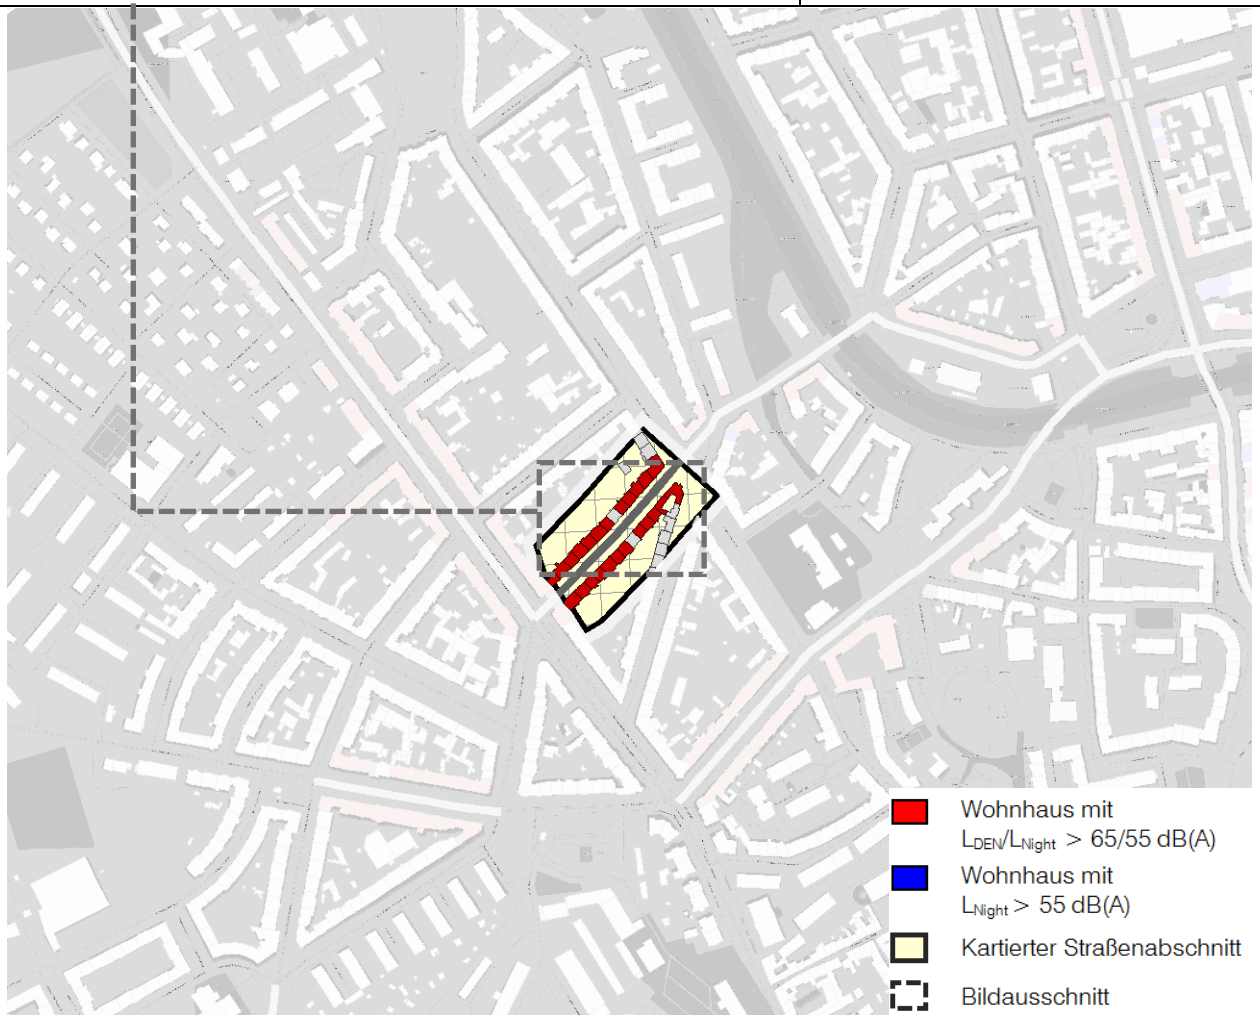 Wohnhaus mit
LDEN/LNight > 65/55 dB(A)
Wohnhaus mit
LNight > 55 dB(A)
Kartierter Straßenabschnitt
Bildausschnitt